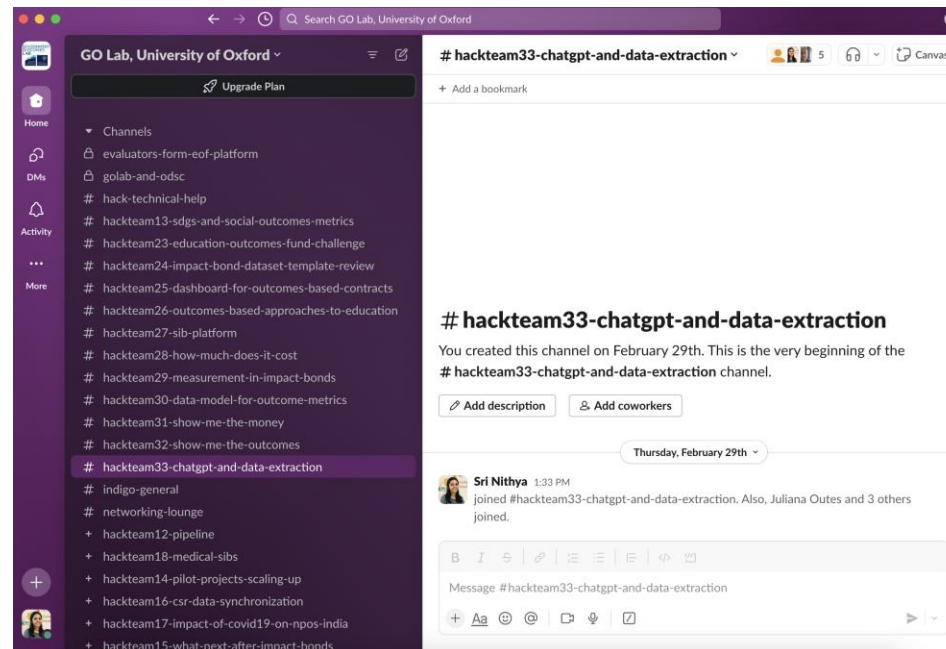 Search GO Lab, University of Oxford
GO Lab, University of Oxford
Upgrade Plan
Home
DMs
Activity
More
Channels
evaluators-form-eof-platform
golab-and-odsc
# hack-technical-help
# hackteam13-sdgs-and-social-outcomes-metrics
# hackteam23-education-outcomes-fund-challenge
# hackteam24-impact-bond-dataset-template-review
# hackteam25-dashboard-for-outcomes-based-contracts
# hackteam26-outcomes-based-approaches-to-education
# hackteam27-sib-platform
# hackteam28-how-much-does-it-cost
# hackteam29-measurement-in-impact-bonds
# hackteam30-data-model-for-outcome-metrics
# hackteam31-show-me-the-money
# hackteam32-show-me-the-outcomes
# hackteam33-chatgpt-and-data-extraction
# indigo-general
# networking-lounge
+ hackteam12-pipeline
+ hackteam18-medical-sibs
+ hackteam14-pilot-projects-scaling-up
+ hackteam16-csr-data-synchronization
+ hackteam17-impact-of-covid19-on-npos-india
+ hackteam15-what-next-after-impact-bonds
# hackteam33-chatgpt-and-data-extraction
5
Canvas
+ Add a bookmark
# hackteam33-chatgpt-and-data-extraction
You created this channel on February 29th. This is the very beginning of the
# hackteam33-chatgpt-and-data-extraction channel.
Add description
Add coworkers
Thursday, February 29th
Sri Nithya 1:33 PM
joined #hackteam33-chatgpt-and-data-extraction. Also, Juliana Outes and 3 others
joined.
B I S
Message #hackteam33-chatgpt-and-data-extraction
+ Aa @